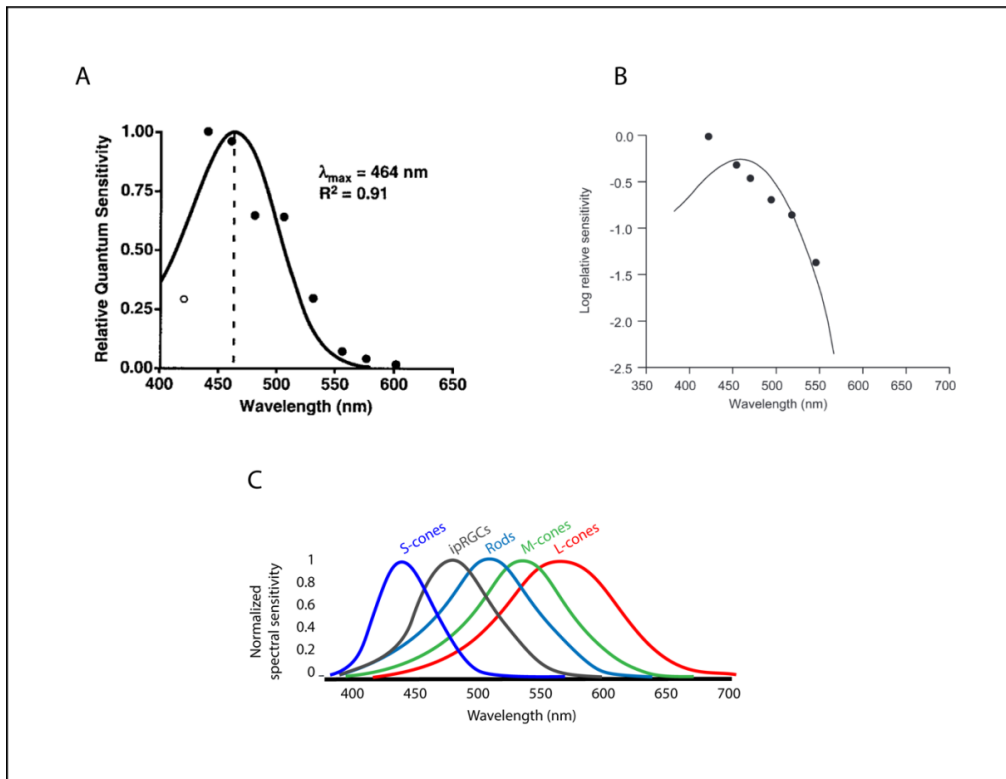 A
Relative Quantum Sensitivity
1.00
0.75
0.50
0.25
0.00
λmax = 464 nm
R² = 0.91
400 450 500 550 600 650
Wavelength (nm)
B
Log relative sensitivity
0.0
-0.5
-1.0
-1.5
-2.0
-2.5
350 400 450 500 550 600 650 700
Wavelength (nm)
C
S-cones
ipRGCs
Rods
M-cones
L-cones
Normalized
spectral sensitivity
1
0.8
0.6
0.4
0.2
0
400 450 500 550 600 650 700
Wavelength (nm)